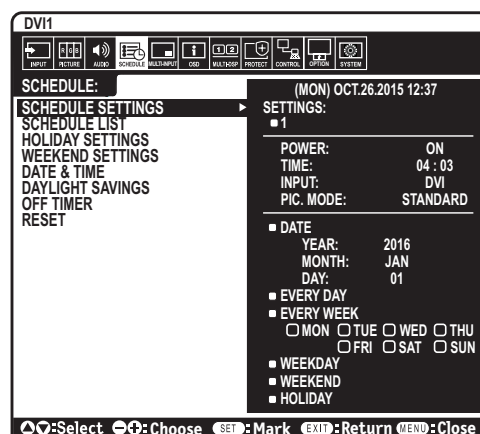 DVI1
INPUT RGB PICTURE AUDIO SCHEDULE MULTI-INPUT OSD 1 2 MULTI-DSP PROTECT CONTROL OPTION SYSTEM
SCHEDULE:
SCHEDULE SETTINGS
SCHEDULE LIST
HOLIDAY SETTINGS
WEEKEND SETTINGS
DATE & TIME
DAYLIGHT SAVINGS
OFF TIMER
RESET
(MON) OCT.26.2015 12:37
SETTINGS:
1
POWER: ON
TIME: 04 : 03
INPUT: DVI
PIC. MODE: STANDARD
DATE
YEAR: 2016
MONTH: JAN
DAY: 01
EVERY DAY
EVERY WEEK
MON TUE WED THU
FRI SAT SUN
WEEKDAY
WEEKEND
HOLIDAY
:Select :Choose SET :Mark EXIT :Return MENU :Close